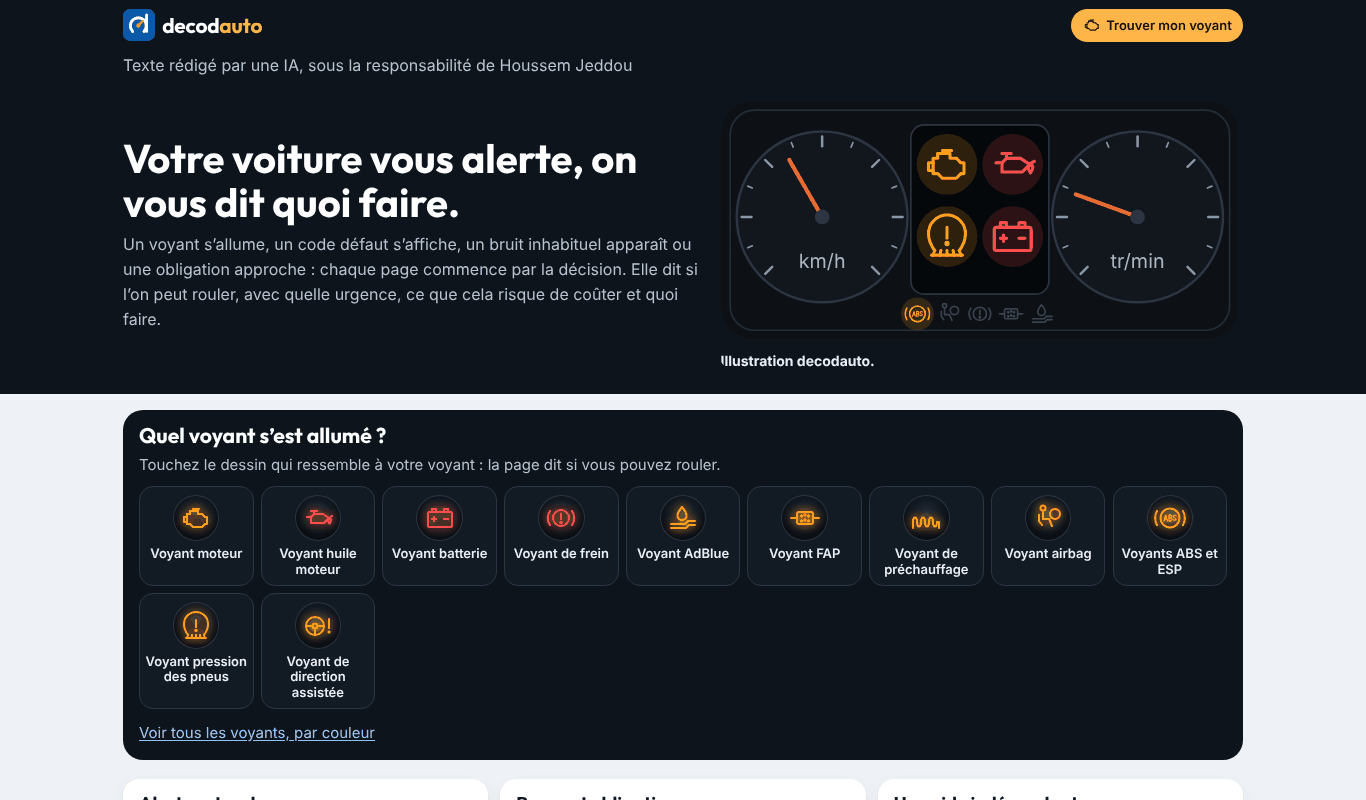 decodauto
Trouver mon voyant
Texte rédigé par une IA, sous la responsabilité de Houssem Jeddou
Votre voiture vous alerte, on
vous dit quoi faire.
Un voyant s’allume, un code défaut s’affiche, un bruit inhabituel apparaît ou
une obligation approche : chaque page commence par la décision. Elle dit si
l’on peut rouler, avec quelle urgence, ce que cela risque de coûter et quoi
faire.
km/h
tr/min
ABS
Illustration decodauto.
Quel voyant s’est allumé ?
Touchez le dessin qui ressemble à votre voyant : la page dit si vous pouvez rouler.
Voyant moteur
Voyant huile
moteur
Voyant batterie
Voyant de frein
Voyant AdBlue
Voyant FAP
Voyant de
préchauffage
Voyant airbag
ABS
Voyants ABS et
ESP
Voyant pression
des pneus
Voyant de
direction
assistée
Voir tous les voyants, par couleur